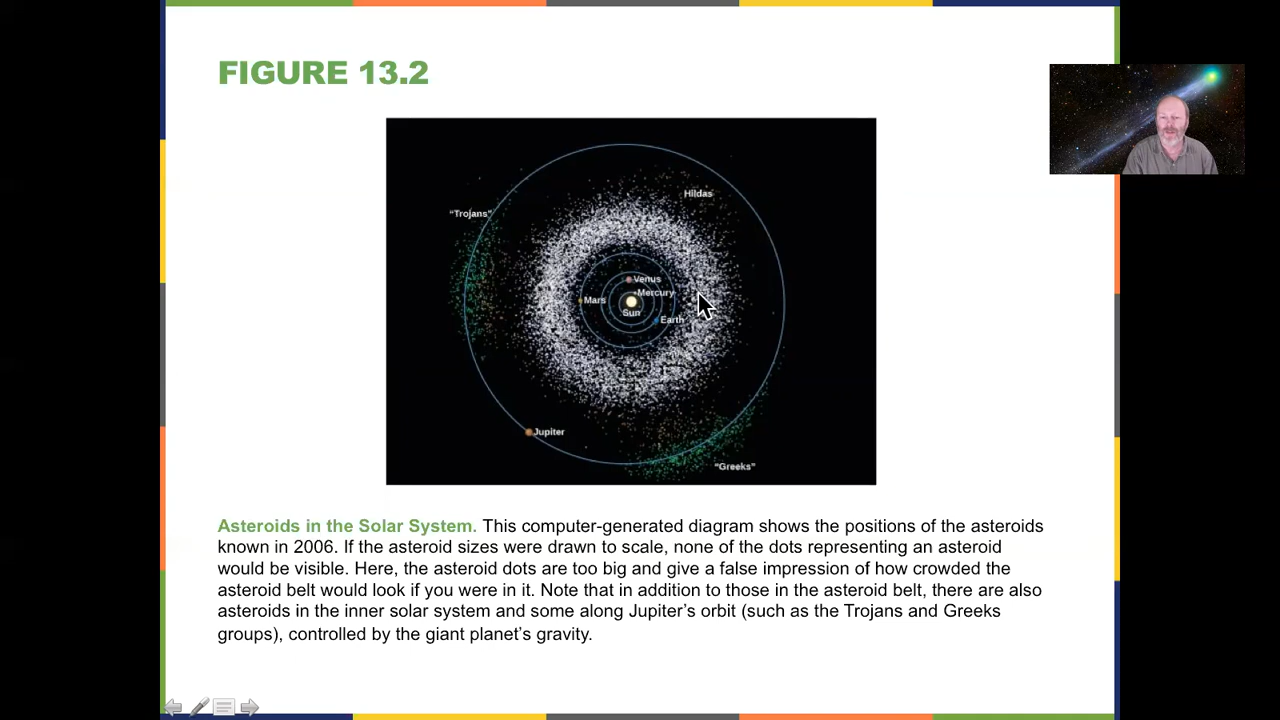 FIGURE 13.2
Hildas
"Trojans"
Venus
Mercury
Mars
Sun
Earth
Jupiter
"Greeks"
Asteroids in the Solar System. This computer-generated diagram shows the positions of the asteroids
known in 2006. If the asteroid sizes were drawn to scale, none of the dots representing an asteroid
would be visible. Here, the asteroid dots are too big and give a false impression of how crowded the
asteroid belt would look if you were in it. Note that in addition to those in the asteroid belt, there are also
asteroids in the inner solar system and some along Jupiter’s orbit (such as the Trojans and Greeks
groups), controlled by the giant planet’s gravity.